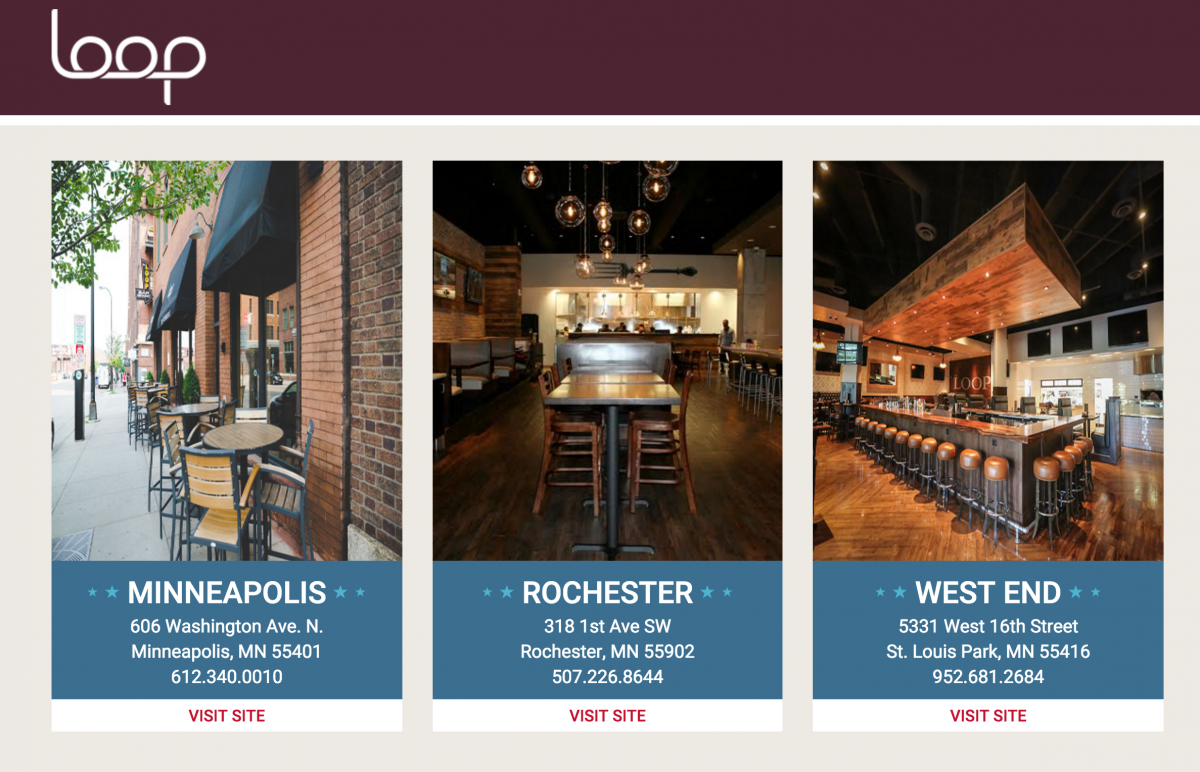 loop
MINNEAPOLIS
606 Washington Ave. N.
Minneapolis, MN 55401
612.340.0010
VISIT SITE
ROCHESTER
318 1st Ave SW
Rochester, MN 55902
507.226.8644
VISIT SITE
LOOP
WEST END
5331 West 16th Street
St. Louis Park, MN 55416
952.681.2684
VISIT SITE